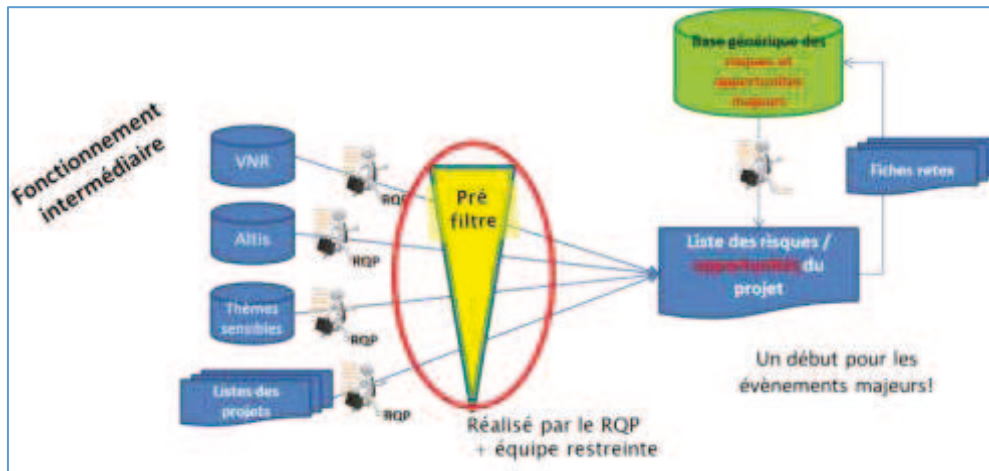 Fonctionnement
intermédiaire
VNR
RQP
Altis
RQP
Thèmes
sensibles
RQP
Listes des
projets
RQP
Pré
filtre
Réalisé par le RQP
+ équipe restreinte
Base générique des
risques et
opportunites
majeurs
Fiches retex
Liste des risques /
opportunités du
projet
Un début pour les
évènements majeurs!